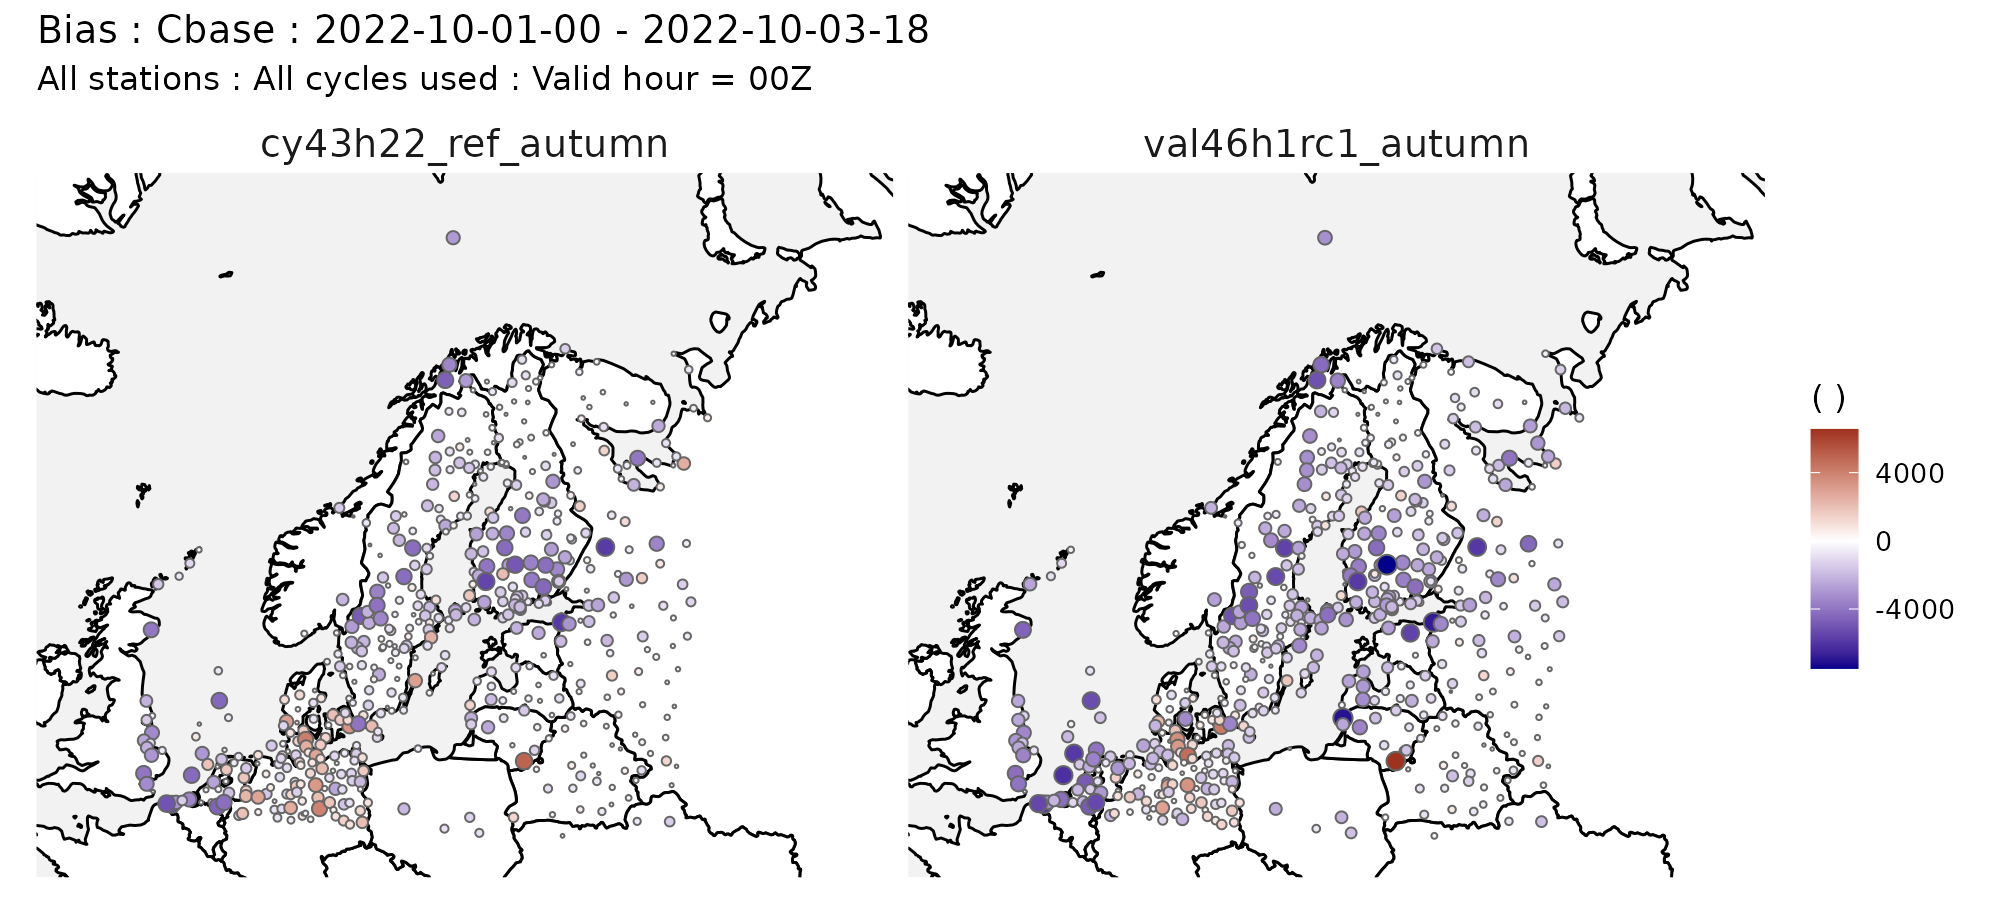 Bias : Cbase : 2022-10-01-00 - 2022-10-03-18
All stations : All cycles used : Valid hour = 00Z
cy43h22_ref_autumn
val46h1rc1_autumn
( )
4000
0
-4000